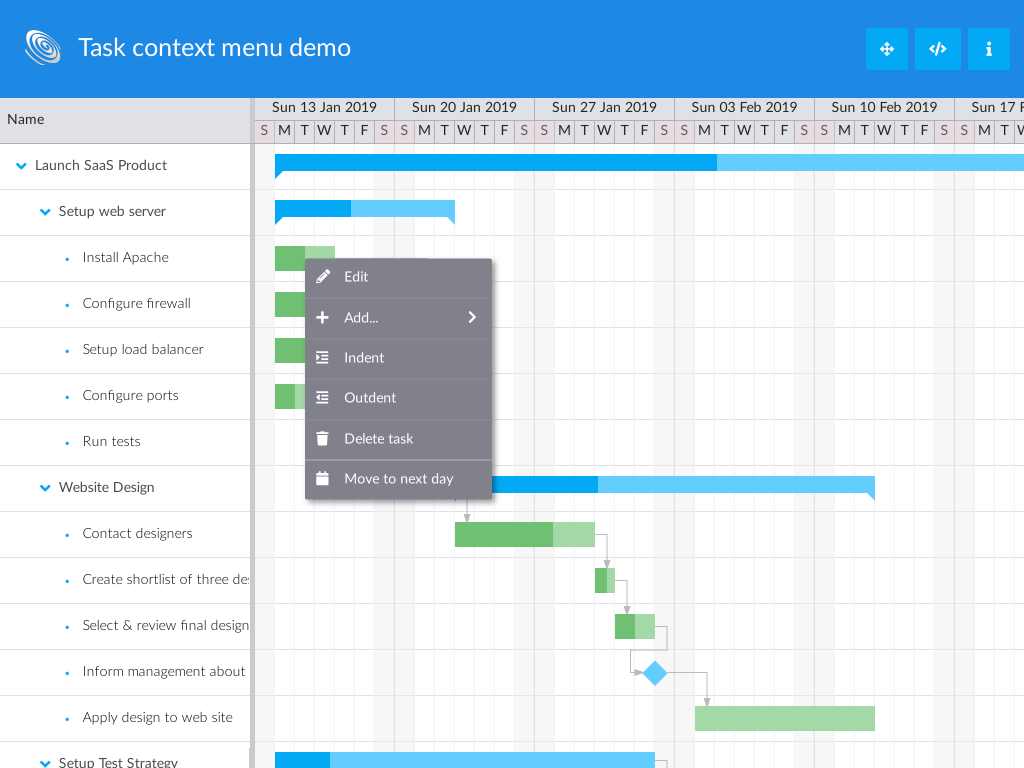 Task context menu demo
Name
Sun 13 Jan 2019 Sun 20 Jan 2019 Sun 27 Jan 2019 Sun 03 Feb 2019 Sun 10 Feb 2019 Sun 17 F
S M T W T F S S M T W T F S S M T W T F S S M T W T F S S M T W T F S S M T W
Launch SaaS Product
Setup web server
Install Apache
Edit
Configure firewall
Add...
Setup load balancer
Indent
Configure ports
Outdent
Run tests
Delete task
Move to next day
Website Design
Contact designers
Create shortlist of three des
Select & review final design
Inform management about
Apply design to web site
Setup Test Strategy